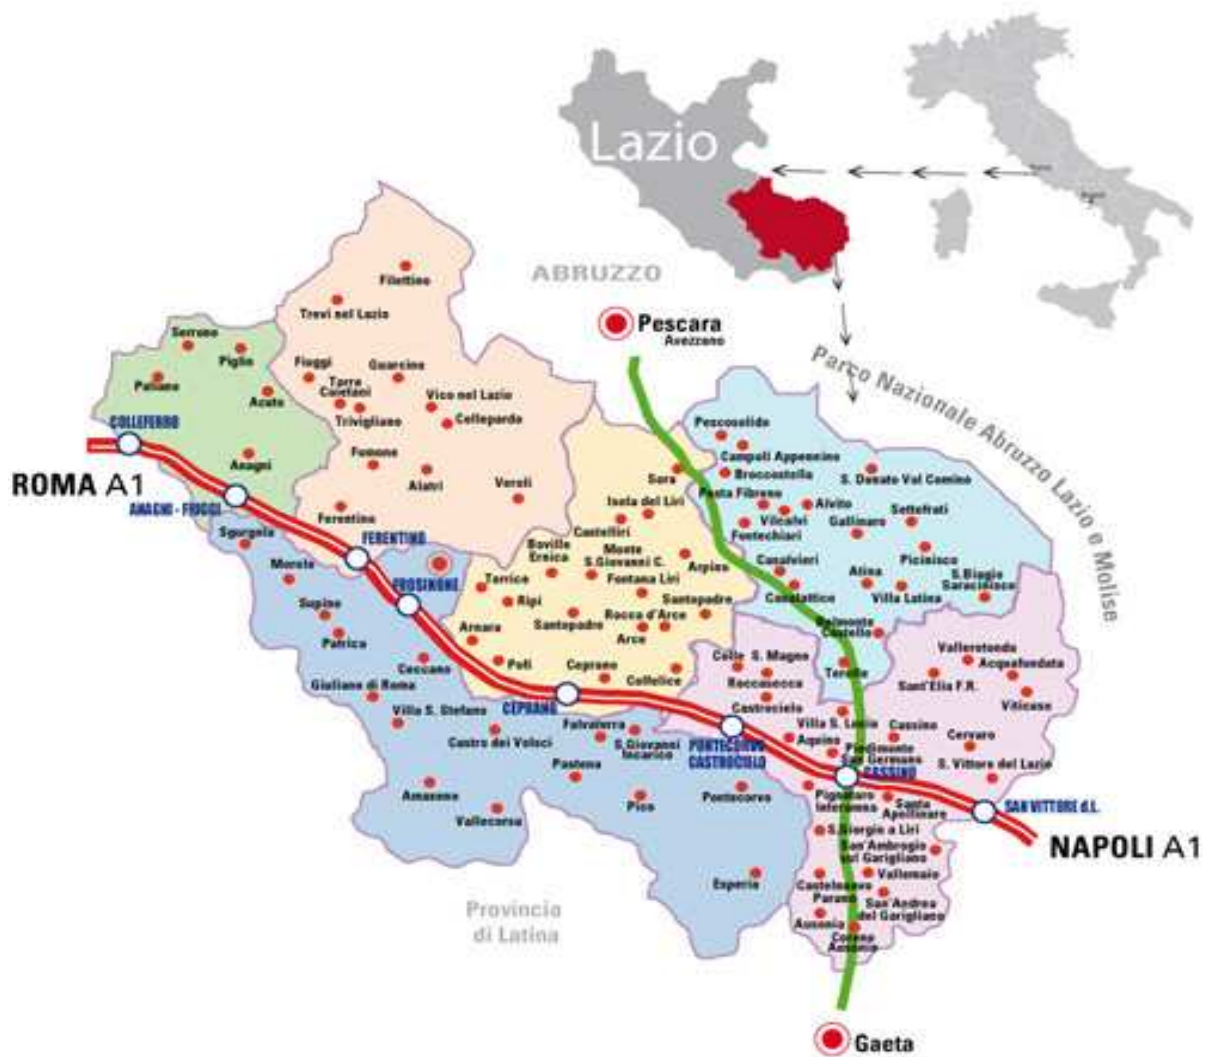 Lazio
ABRUZZO
Pescara
Avezzano
Parco Nazionale Abruzzo Lazio e Molise
Filettino
Trevi nel Lazio
Serrone
Piglio
Paliano
Acuto
Fiuggi
Guarcino
Torre
Caietani
Trivigliano
Vico nel Lazio
Collepardo
COLLEFERRO
Anagni
Fumone
Alatri
Veroli
ROMA A1
ANAGNI - FIUGGI
Ferentino
Sgurgola
FERENTINO
Morolo
FROSINONE
Supino
Patrica
Pescosolido
Campoli Appennino
Broccostella
S. Donato Val Comino
Sora
Isola del Liri
Posta Fibreno
Alvito
Vilcalvi
Gallinaro
Settefrati
Fontechiari
Castelliri
Boville
Ernica
Monte
S.Giovanni C.
Arpino
Fontana Liri
Casalvieri
Picinisco
Atina
Villa Latina
S.Biagio
Saracinisco
Casalattico
Torrice
Ripi
Santopadre
Rocca d'Arce
Santopadre
Arce
Arnara
Pofi
Ceprano
Colfelice
Belmonte
Castello
Terelle
Colle S. Magno
Roccasecca
Castrocielo
Vallerotonda
Acquafondata
Sant'Elia F.R.
Viticuso
Ceccano
Giuliano di Roma
Villa S. Stefano
Castro dei Volsci
CEPRANO
Falvaterra
S.Giovanni
Incarico
PONTECORVO
CASTROCIELO
Villa S. Lucia
Aquino
Cassino
Piedimonte
San Germano
CASSINO
Cervaro
S. Vittore del Lazio
Amaseno
Vallecorsa
Pastena
Pico
Pontecorvo
Pignataro
Interamna
Santo
Apollinare
SAN VITTORE d.L.
NAPOLI A1
S.Giorgio a Liri
San'Ambrogio
sul Garigliano
Vallemaio
Esperia
Castelnuovo
Parano
San'Andrea
del Garigliano
Ausonia
Coreno
Ausonio
Provincia
di Latina
Gaeta